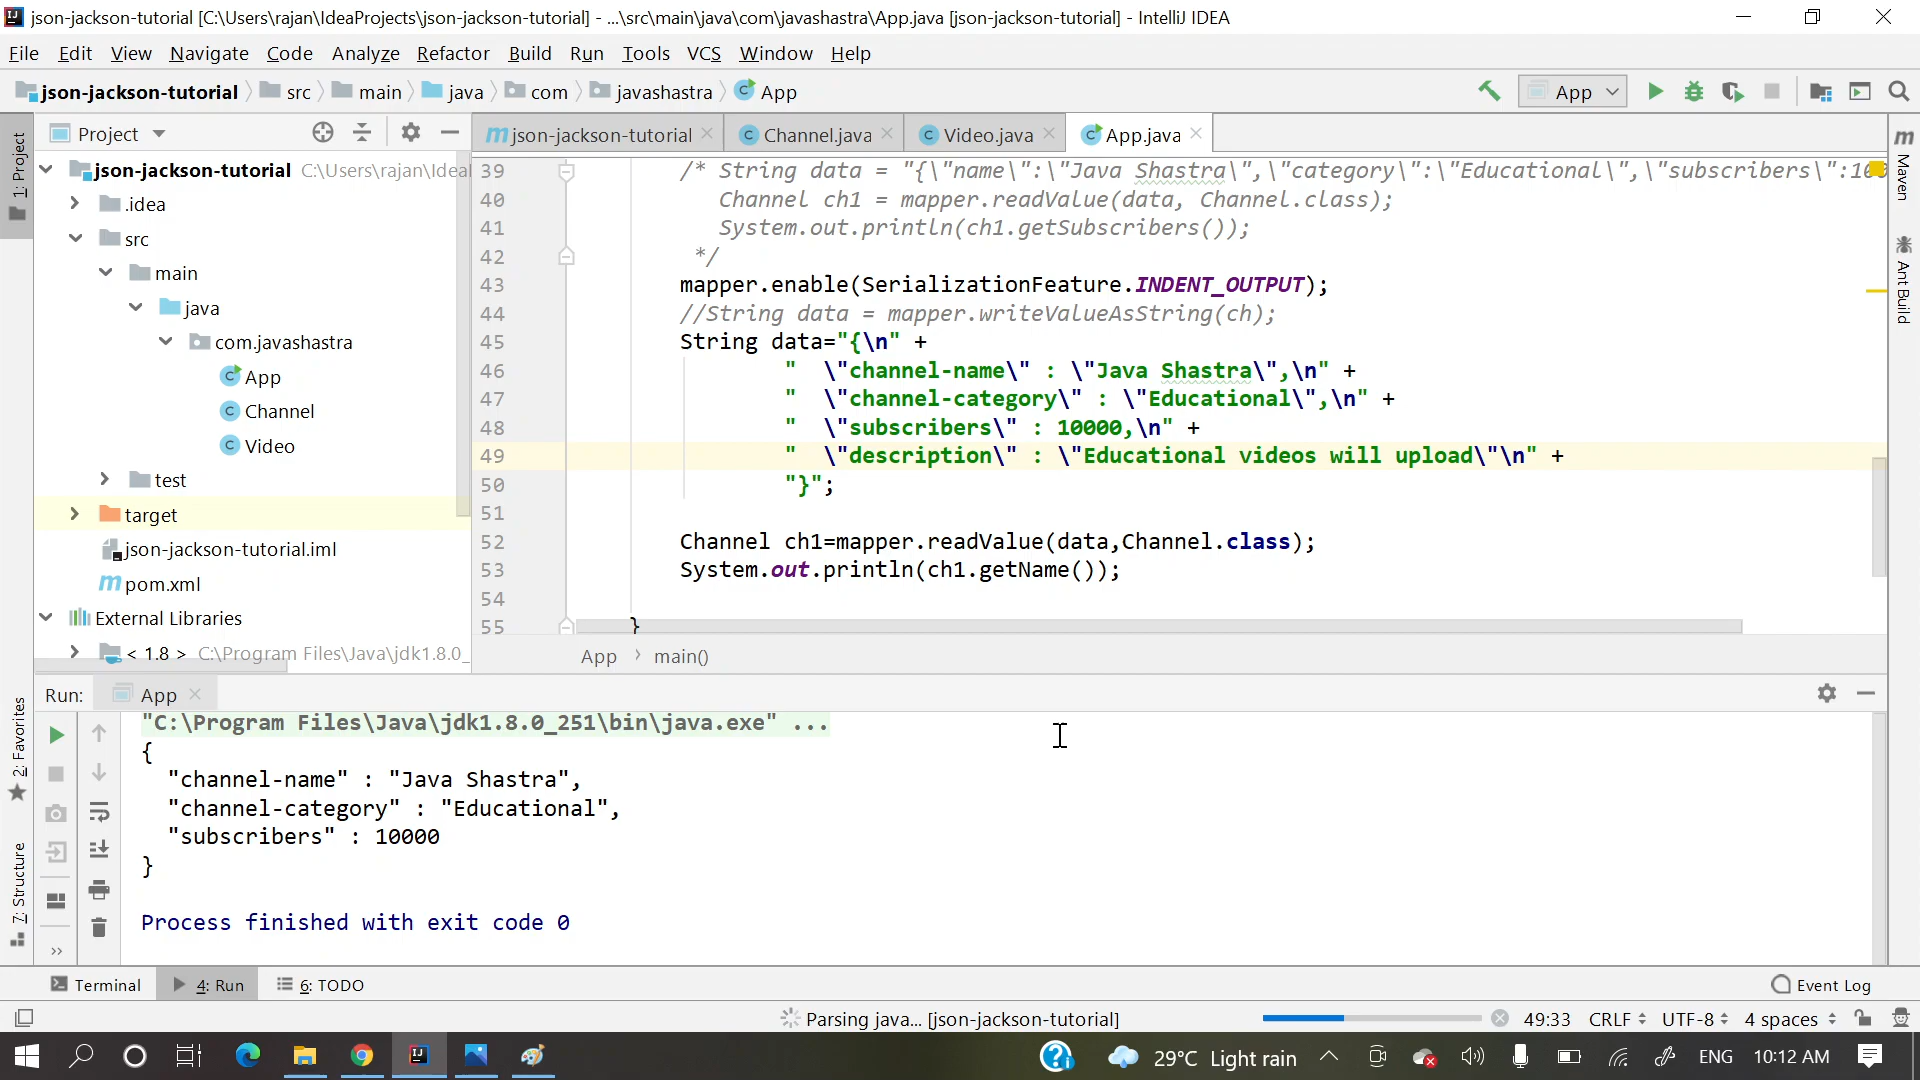 json-jackson-tutorial [C:\Users\rajan\IdeaProjects\json-jackson-tutorial] - ...\src\main\java\com\javashastra\App.java [json-jackson-tutorial] - IntelliJ IDEA
File Edit View Navigate Code Analyze Refactor Build Run Tools VCS Window Help
json-jackson-tutorial src main java com javashastra App
App
1: Project
Project
json-jackson-tutorial C:\Users\rajan\Idea
.idea
src
main
java
com.javashastra
App
Channel
Video
test
target
json-jackson-tutorial.iml
pom.xml
External Libraries
< 1.8 > C:\Program Files\Java\jdk1.8.0_
json-jackson-tutorial Channel.java Video.java App.java
39 /* String data = "{\"name\":\"Java Shastra\",\"category\":\"Educational\",\"subscribers\":100
40 Channel ch1 = mapper.readValue(data, Channel.class);
41 System.out.println(ch1.getSubscribers());
42 */
43 mapper.enable(SerializationFeature.INDENT_OUTPUT);
44 //String data = mapper.writeValueAsString(ch);
45 String data="{\n" +
46 " \"channel-name\" : \"Java Shastra\",\n" +
47 " \"channel-category\" : \"Educational\",\n" +
48 " \"subscribers\" : 10000,\n" +
49 " \"description\" : \"Educational videos will upload\"\n" +
50 "}";
51
52 Channel ch1=mapper.readValue(data,Channel.class);
53 System.out.println(ch1.getName());
54
55 }
App main()
Maven
Ant Build
2: Favorites
7: Structure
Run: App
"C:\Program Files\Java\jdk1.8.0_251\bin\java.exe" ...
{
"channel-name" : "Java Shastra",
"channel-category" : "Educational",
"subscribers" : 10000
}
Process finished with exit code 0
Terminal 4: Run 6: TODO Event Log
Parsing java... [json-jackson-tutorial] 49:33 CRLF UTF-8 4 spaces
29°C Light rain ENG 10:12 AM